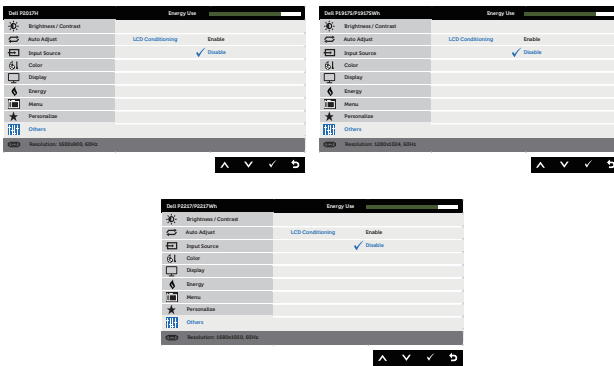 Dell P2017H Energy Use
Brightness / Contrast
Auto Adjust LCD Conditioning Enable
Input Source Disable
Color
Display
Energy
Menu
Personalize
Others
Resolution: 1600x900, 60Hz
Dell P1917S/P1917SWh Energy Use
Brightness / Contrast
Auto Adjust LCD Conditioning Enable
Input Source Disable
Color
Display
Energy
Menu
Personalize
Others
Resolution: 1280x1024, 60Hz
Dell P2217/P2217Wh Energy Use
Brightness / Contrast
Auto Adjust LCD Conditioning Enable
Input Source Disable
Color
Display
Energy
Menu
Personalize
Others
Resolution: 1680x1050, 60Hz